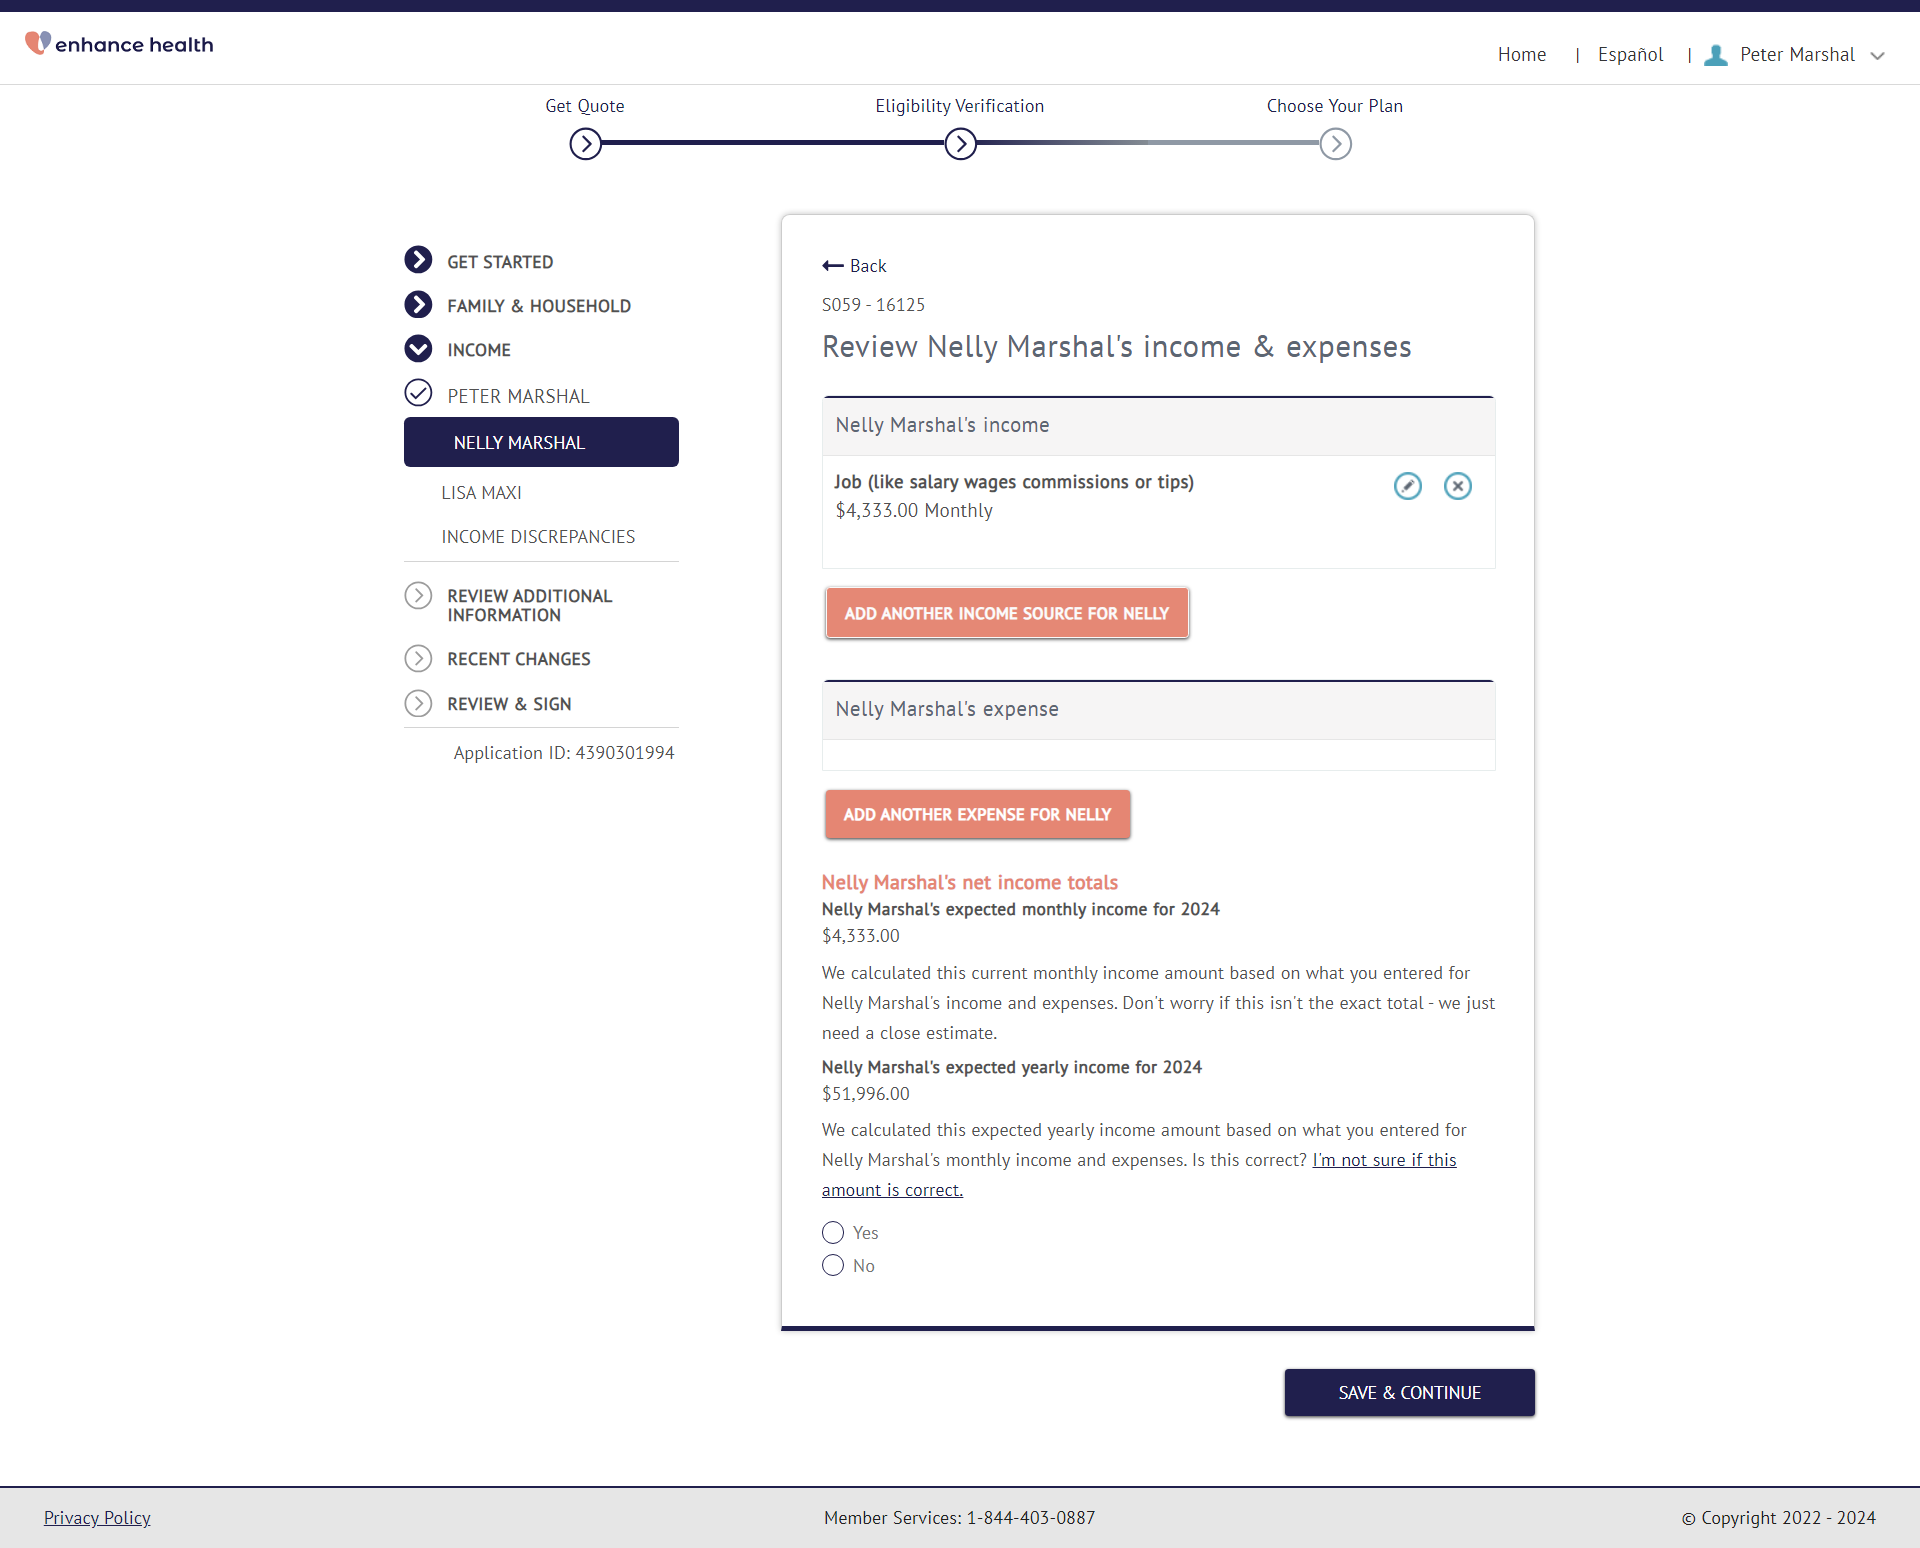 enhance health
Home | Español | Peter Marshal
Get Quote
Eligibility Verification
Choose Your Plan
GET STARTED
FAMILY & HOUSEHOLD
INCOME
PETER MARSHAL
NELLY MARSHAL
LISA MAXI
INCOME DISCREPANCIES
REVIEW ADDITIONAL
INFORMATION
RECENT CHANGES
REVIEW & SIGN
Application ID: 4390301994
Back
S059 - 16125
Review Nelly Marshal's income & expenses
Nelly Marshal's income
Job (like salary wages commissions or tips)
$4,333.00 Monthly
ADD ANOTHER INCOME SOURCE FOR NELLY
Nelly Marshal's expense
ADD ANOTHER EXPENSE FOR NELLY
Nelly Marshal's net income totals
Nelly Marshal's expected monthly income for 2024
$4,333.00
We calculated this current monthly income amount based on what you entered for
Nelly Marshal's income and expenses. Don't worry if this isn't the exact total - we just
need a close estimate.
Nelly Marshal's expected yearly income for 2024
$51,996.00
We calculated this expected yearly income amount based on what you entered for
Nelly Marshal's monthly income and expenses. Is this correct? I'm not sure if this
amount is correct.
Yes
No
SAVE & CONTINUE
Privacy Policy
Member Services: 1-844-403-0887
© Copyright 2022 - 2024